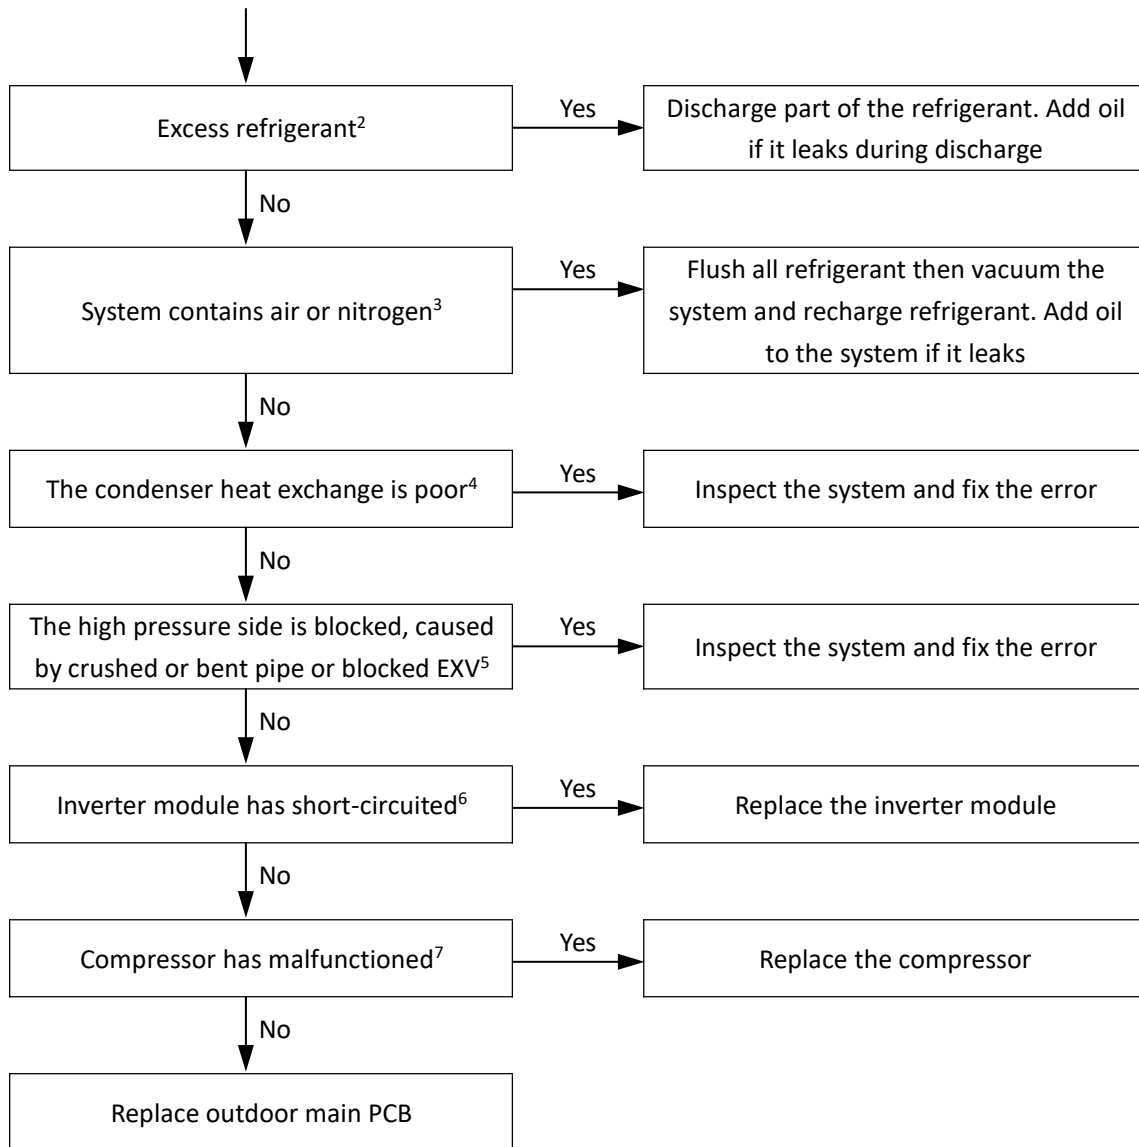 Excess refrigerant²
Yes
Discharge part of the refrigerant. Add oil
if it leaks during discharge
No
System contains air or nitrogen³
Yes
Flush all refrigerant then vacuum the
system and recharge refrigerant. Add oil
to the system if it leaks
No
The condenser heat exchange is poor⁴
Yes
Inspect the system and fix the error
No
The high pressure side is blocked, caused
by crushed or bent pipe or blocked EXV⁵
Yes
Inspect the system and fix the error
No
Inverter module has short-circuited⁶
Yes
Replace the inverter module
No
Compressor has malfunctioned⁷
Yes
Replace the compressor
No
Replace outdoor main PCB